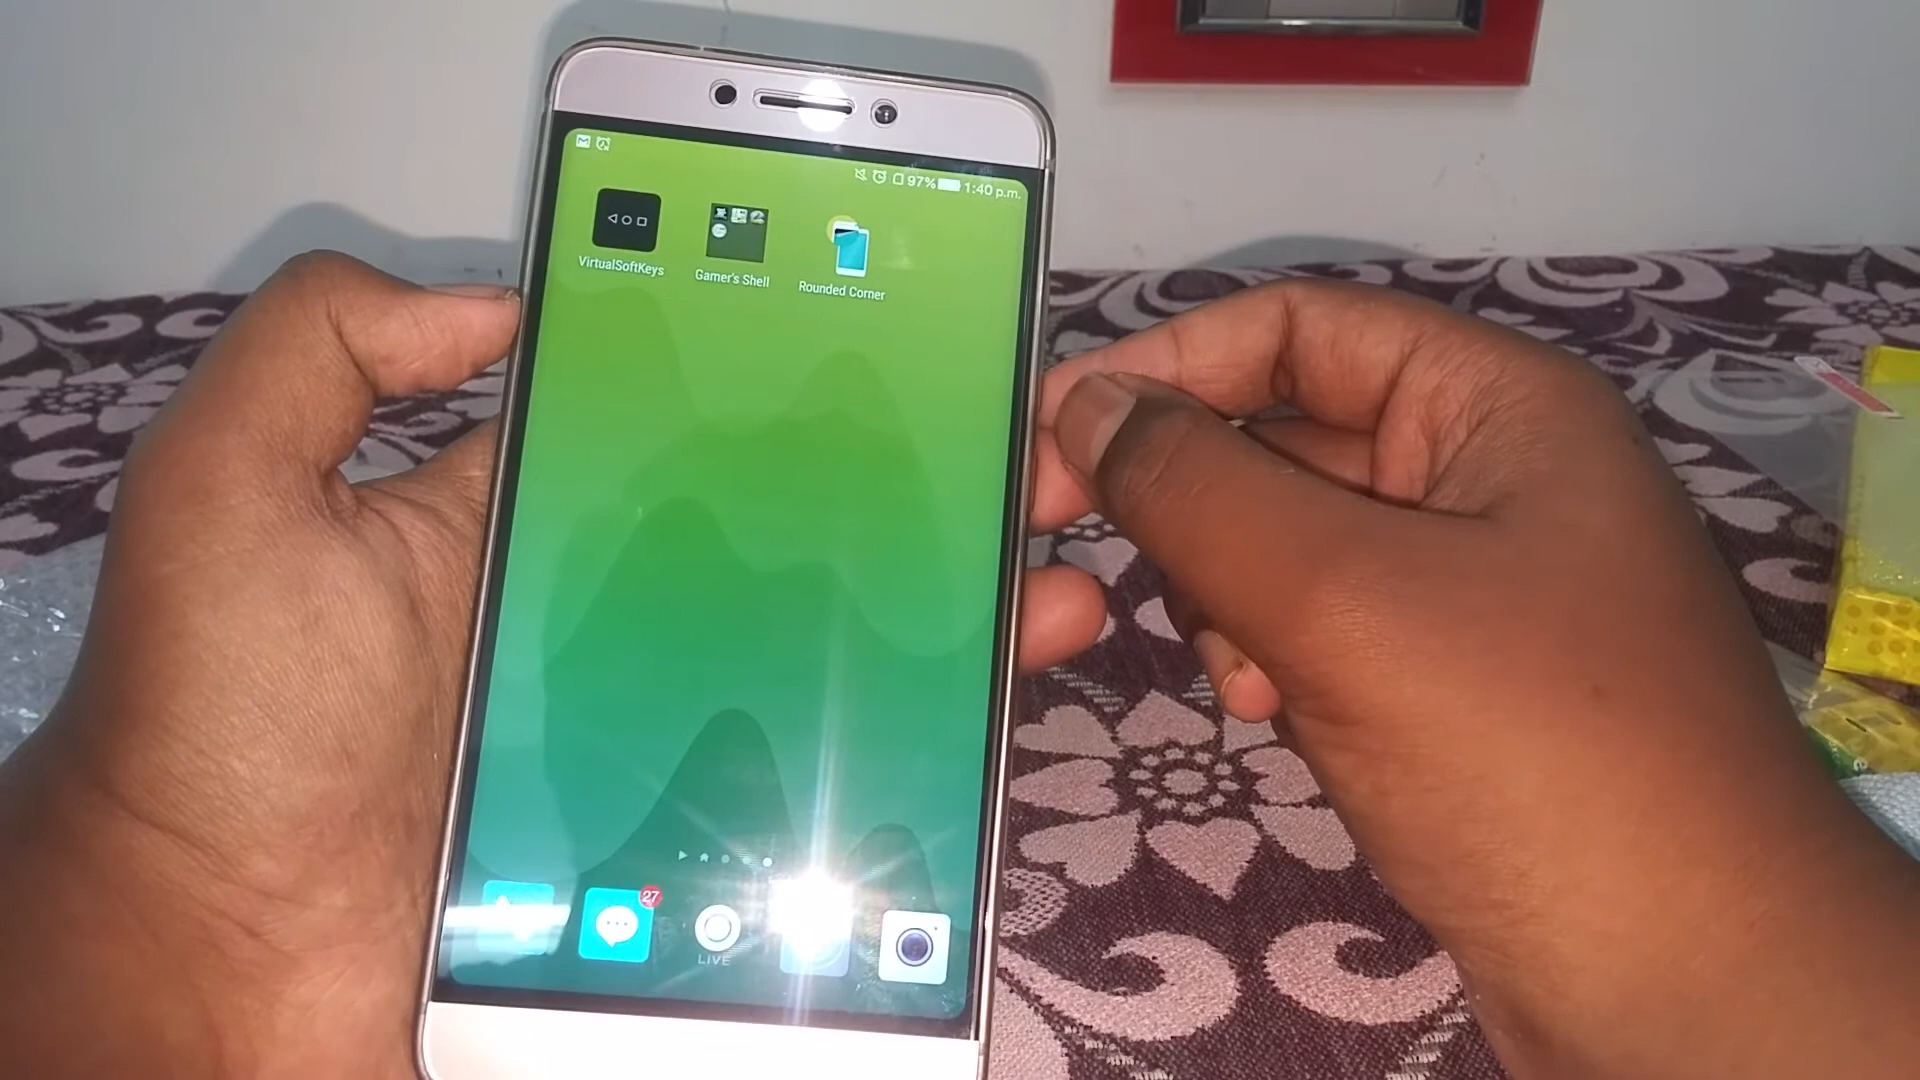 97% 1:40 p.m.
VirtualSoftKeys
Gamer's Shell
Rounded Corner
27
LIVE